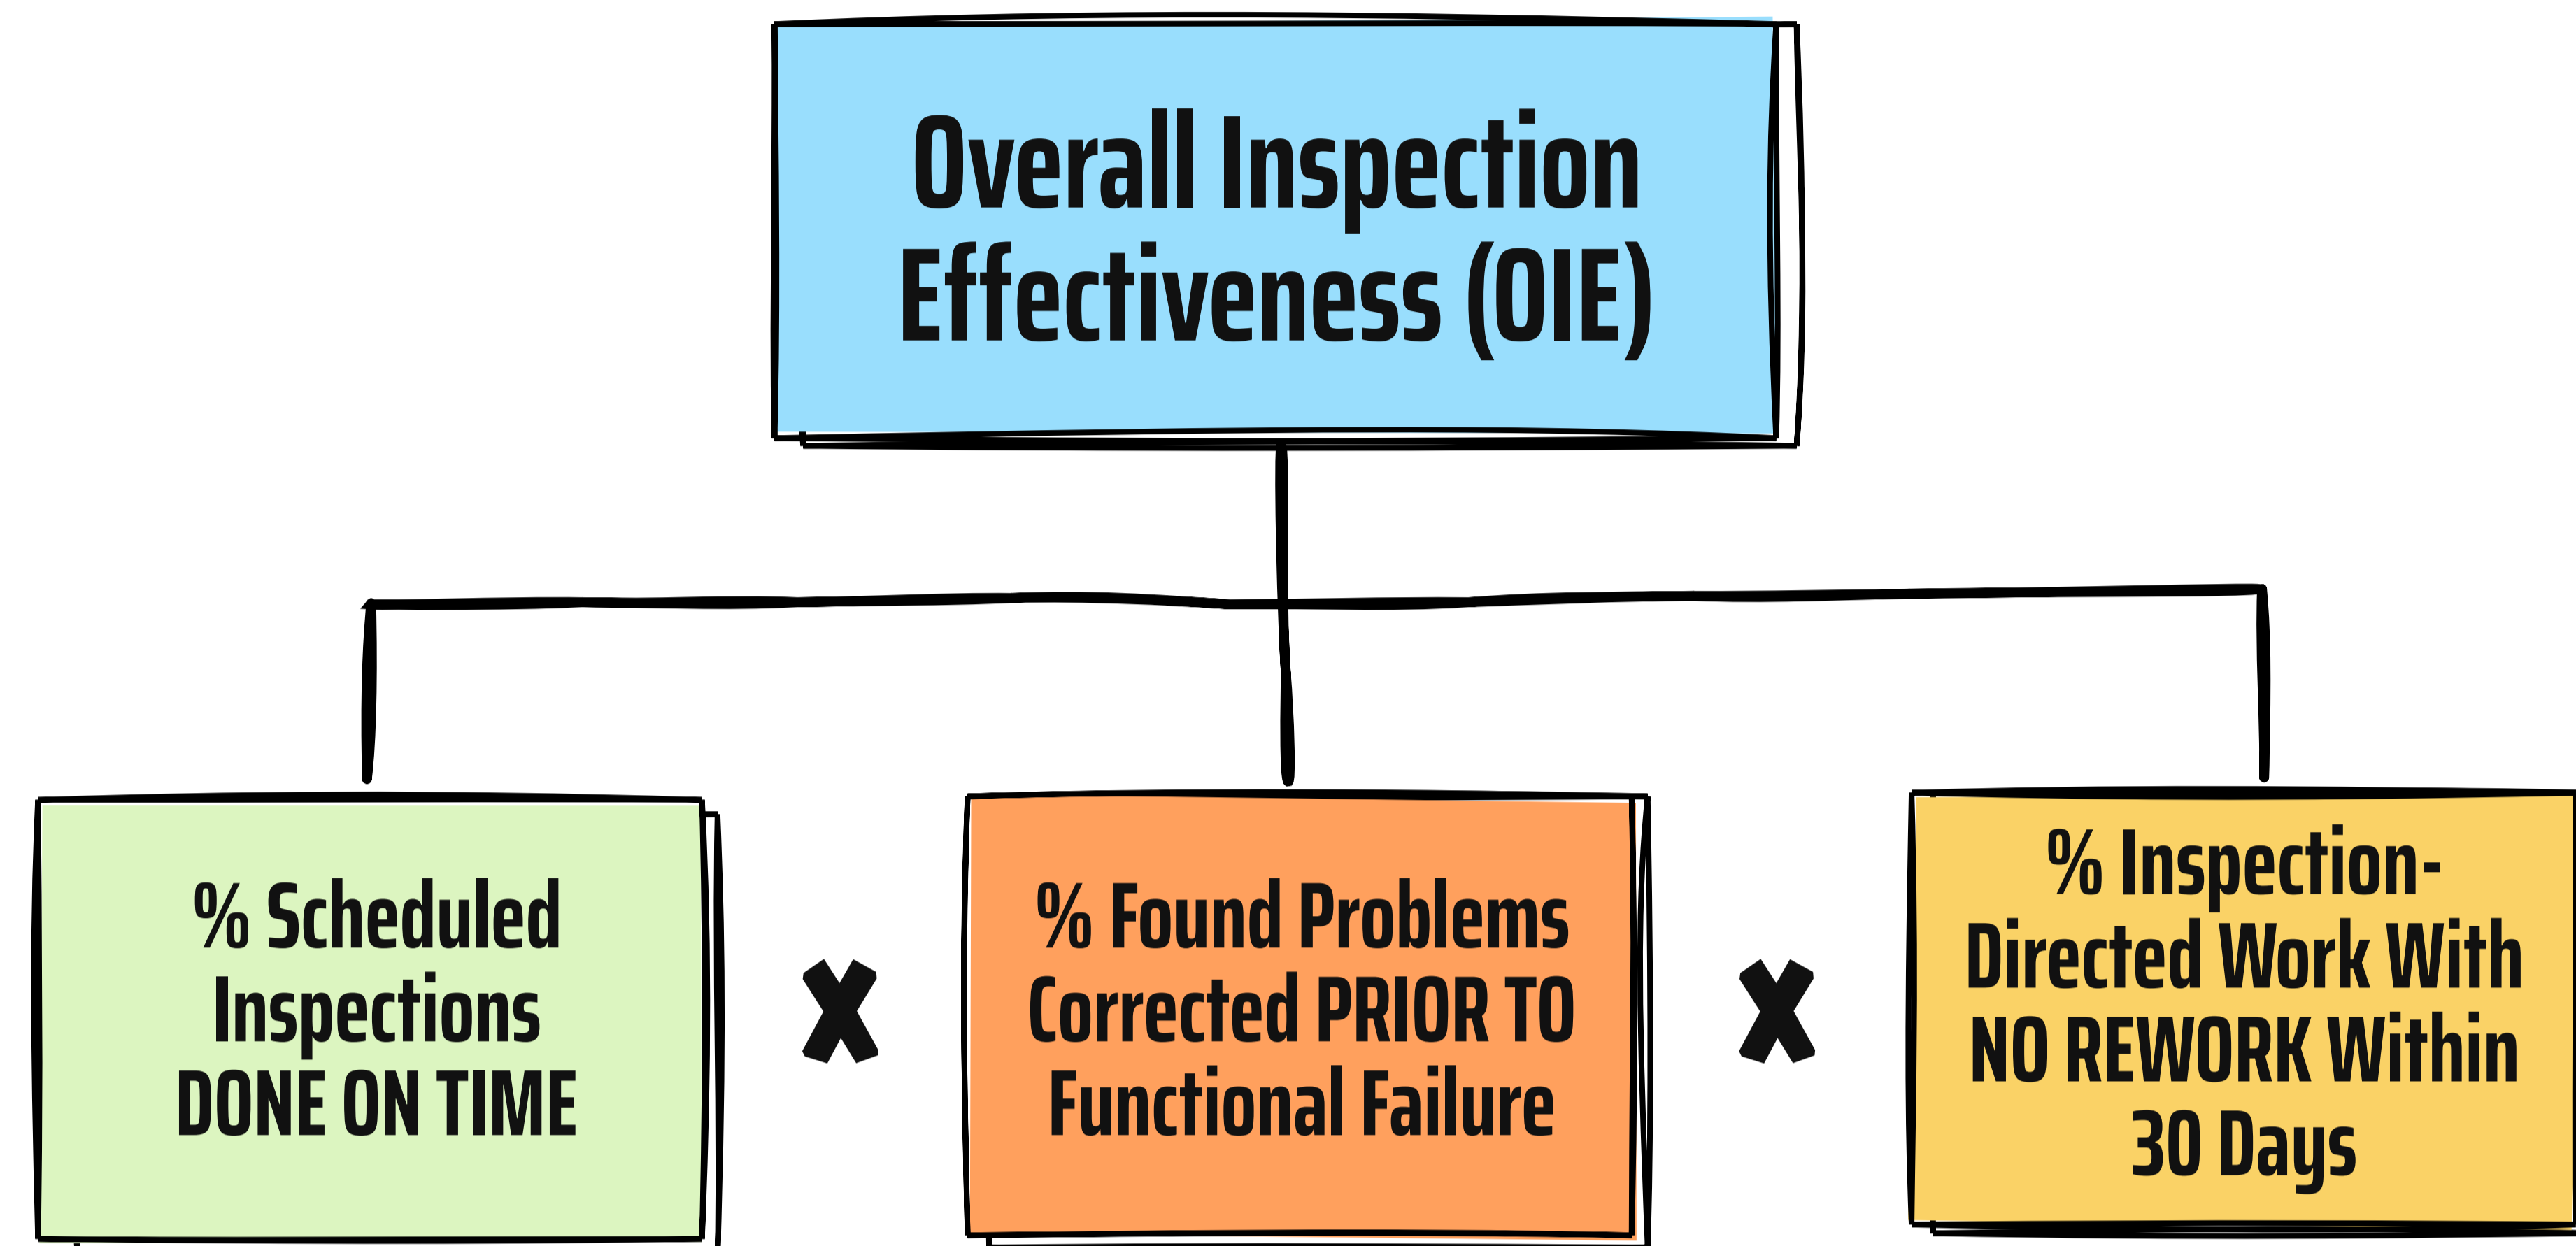 Overall Inspection
Effectiveness (OIE)
% Scheduled
Inspections
DONE ON TIME
X
% Found Problems
Corrected PRIOR TO
Functional Failure
X
% Inspection-
Directed Work With
NO REWORK Within
30 Days